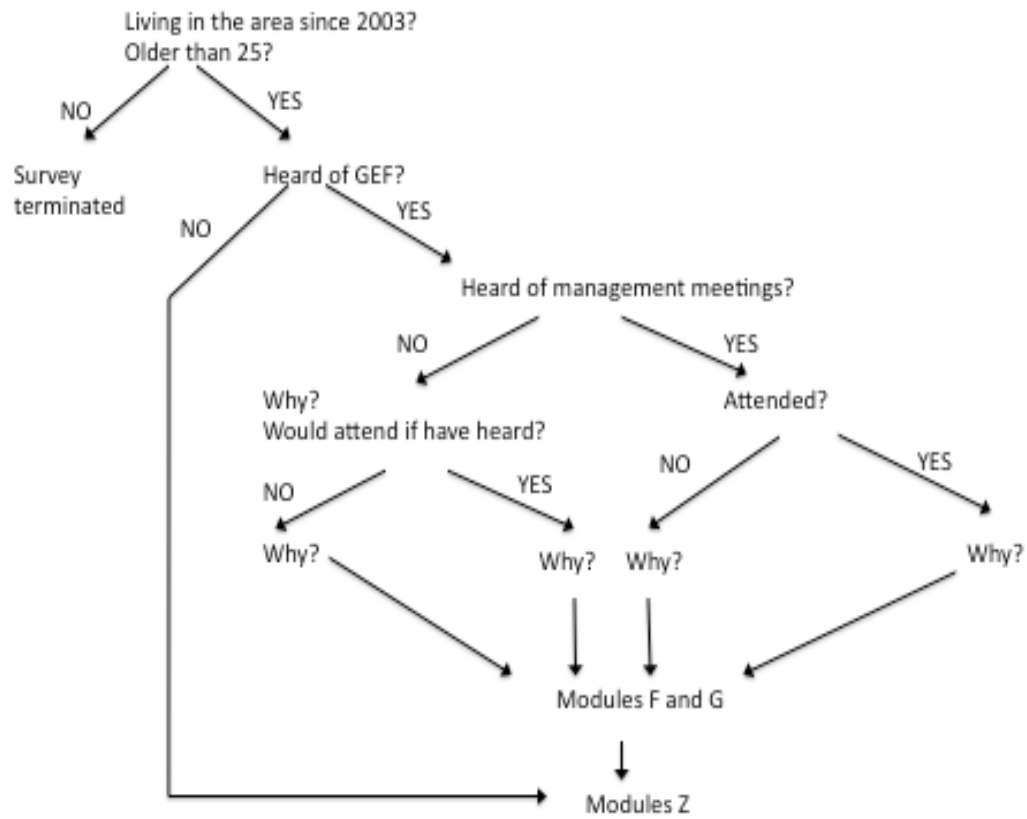 Living in the area since 2003?
Older than 25?
NO
YES
Survey
terminated
Heard of GEF?
NO
YES
Heard of management meetings?
NO
YES
Why?
Would attend if have heard?
Attended?
NO
YES
NO
YES
Why?
Why?
Why?
Why?
Modules F and G
Modules Z